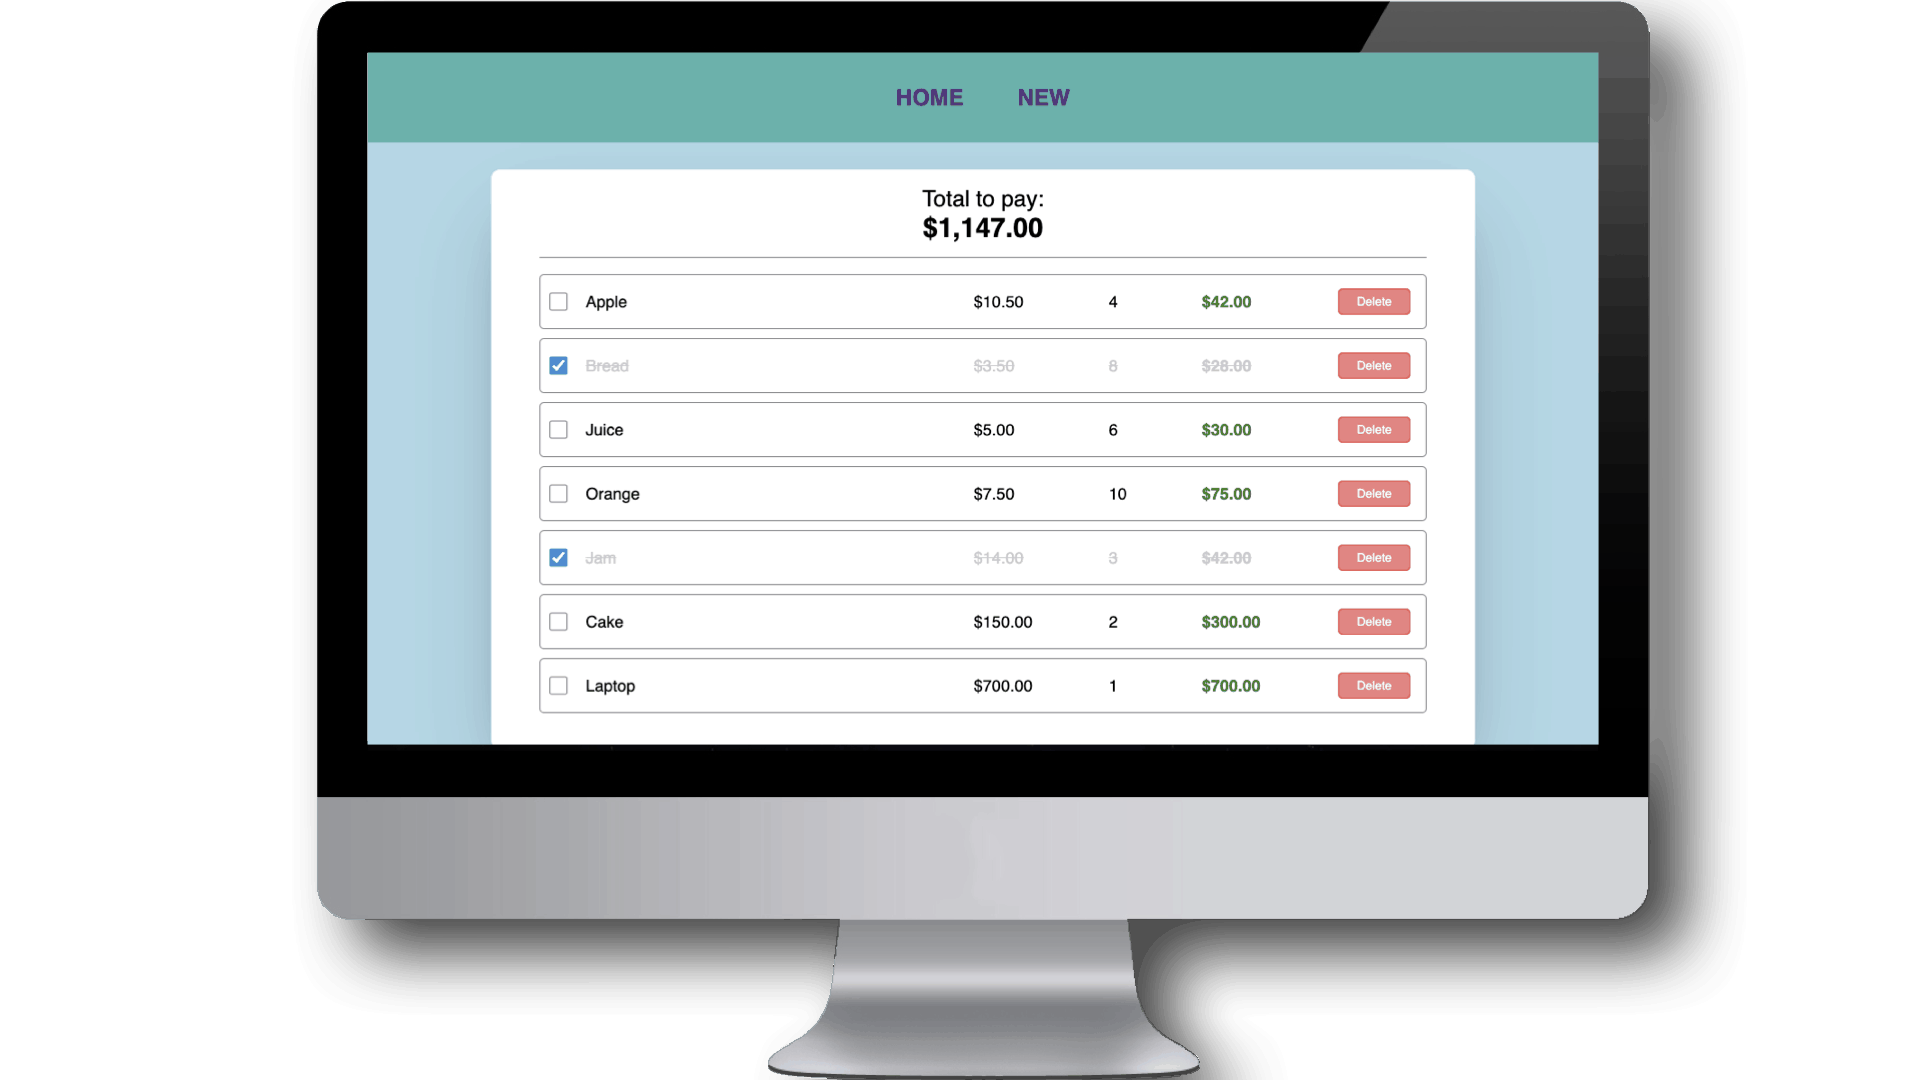 HOME NEW
Total to pay:
$1,147.00
Apple $10.50 4 $42.00 Delete
Bread $3.50 8 $28.00 Delete
Juice $5.00 6 $30.00 Delete
Orange $7.50 10 $75.00 Delete
Jam $14.00 3 $42.00 Delete
Cake $150.00 2 $300.00 Delete
Laptop $700.00 1 $700.00 Delete